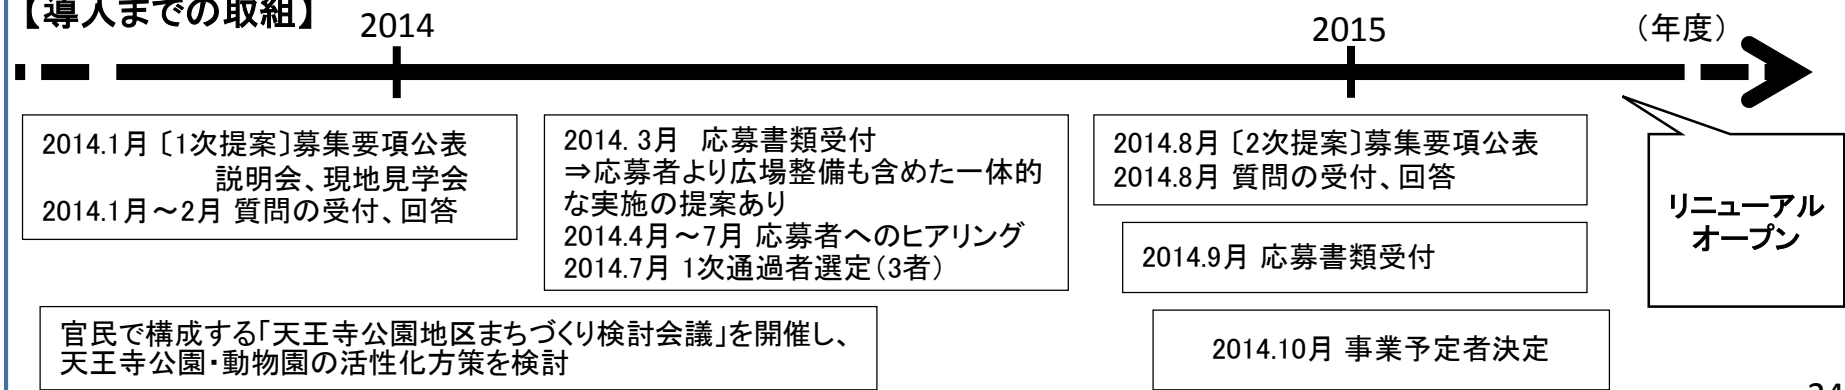 【導入までの取組】
2014
2015
（年度）
2014.1月〔1次提案〕募集要項公表
説明会、現地見学会
2014.1月～2月 質問の受付、回答
2014. 3月　応募書類受付
⇒応募者より広場整備も含めた一体的
な実施の提案あり
2014.4月～7月 応募者へのヒアリング
2014.7月 1次通過者選定（3者）
2014.8月〔2次提案〕募集要項公表
2014.8月 質問の受付、回答
2014.9月 応募書類受付
リニューアル
オープン
官民で構成する「天王寺公園地区まちづくり検討会議」を開催し、
天王寺公園・動物園の活性化方策を検討
2014.10月 事業予定者決定